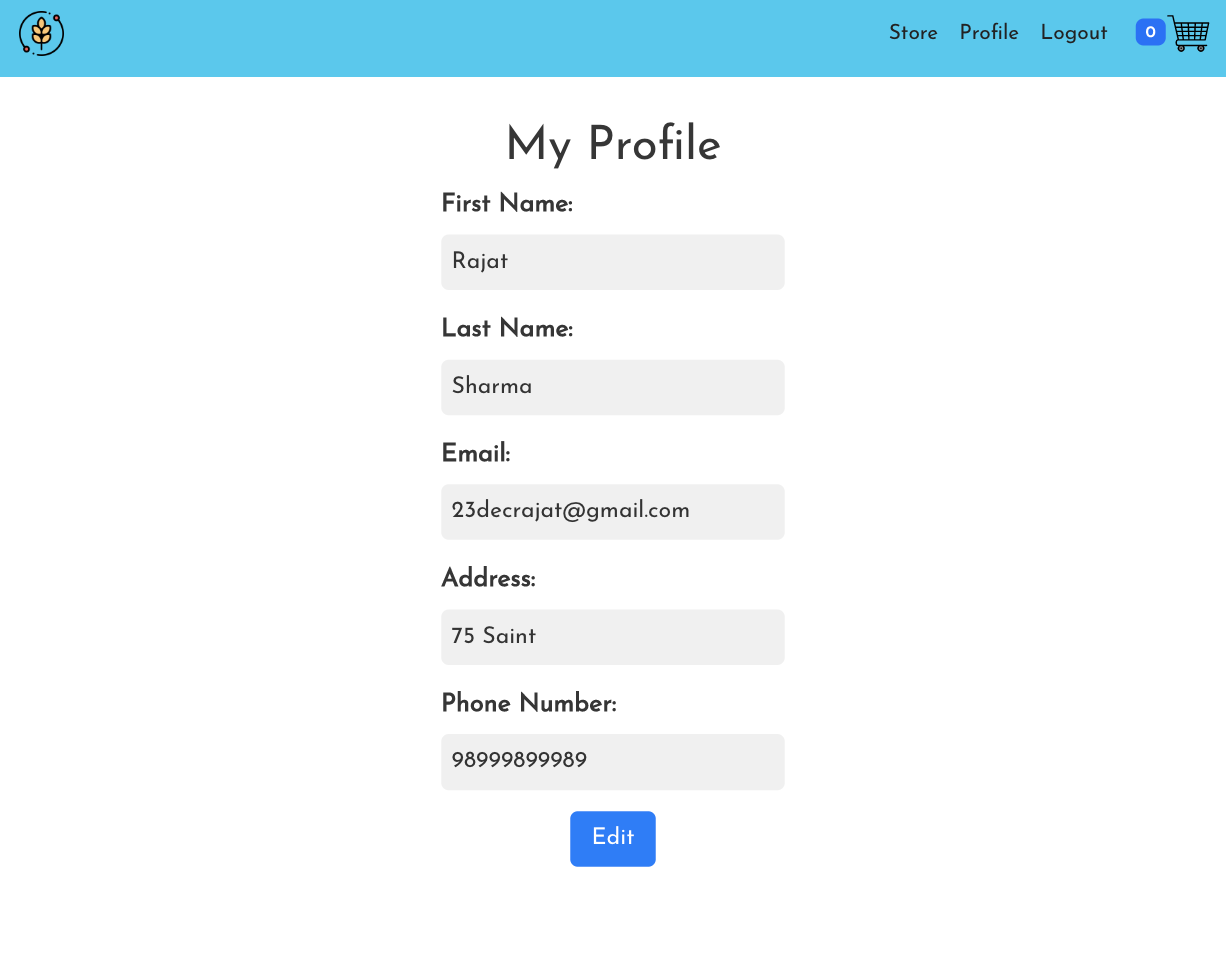 Store Profile Logout 0
My Profile
First Name:
Rajat
Last Name:
Sharma
Email:
23decrajat@gmail.com
Address:
75 Saint
Phone Number:
98999899989
Edit